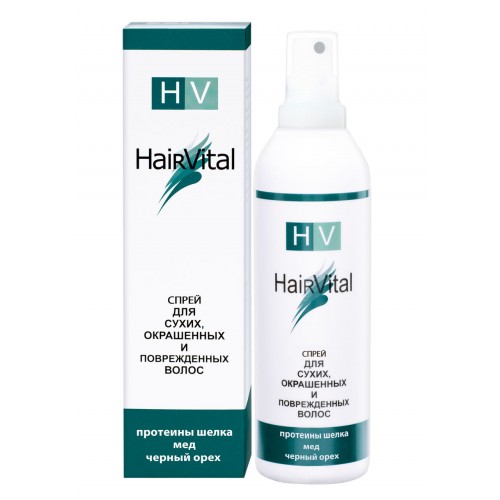 HV
HairVital
СПРЕЙ
ДЛЯ
СУХИХ,
ОКРАШЕННЫХ
И
ПОВРЕЖДЕННЫХ
ВОЛОС
протеины шелка
мед
черный орех
HV
HairVital
СПРЕЙ
ДЛЯ
СУХИХ,
ОКРАШЕННЫХ
И
ПОВРЕЖДЕННЫХ
ВОЛОС
протеины шелка
мед
черный орех